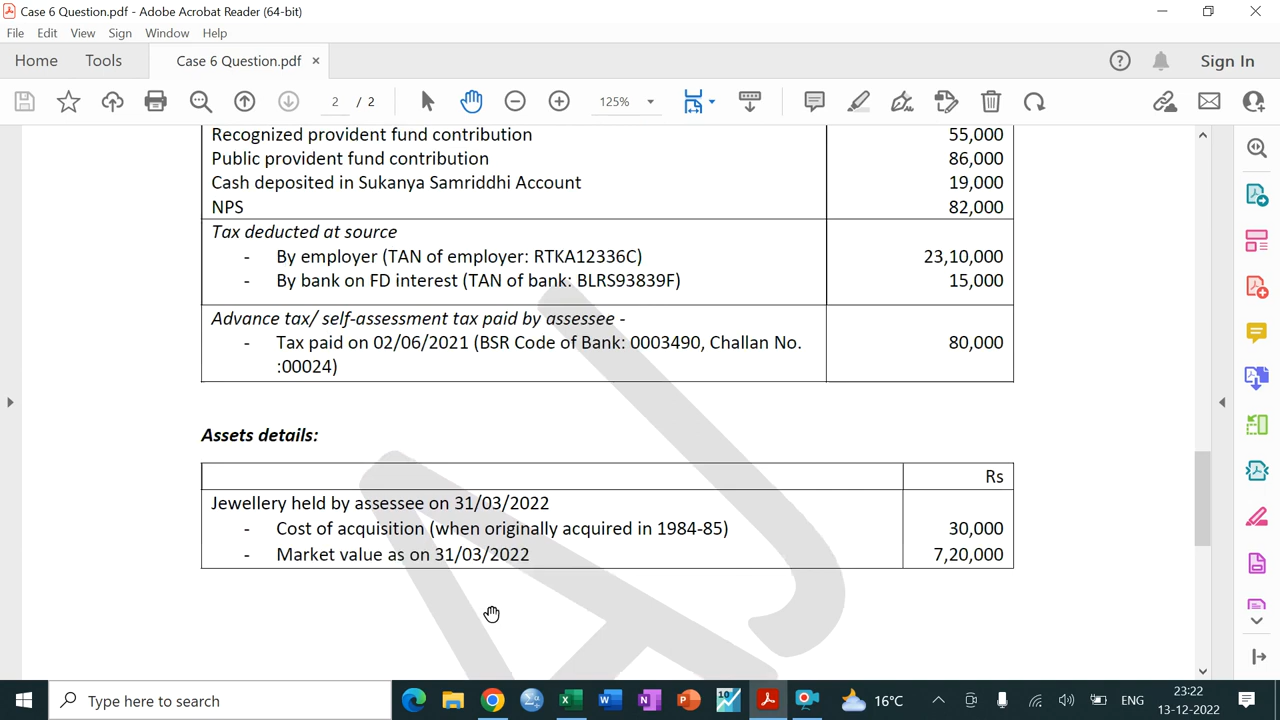 Case 6 Question.pdf - Adobe Acrobat Reader (64-bit)
File Edit View Sign Window Help
Home Tools Case 6 Question.pdf × Sign In
2 / 2 125%
Recognized provident fund contribution 55,000
Public provident fund contribution 86,000
Cash deposited in Sukanya Samriddhi Account 19,000
NPS 82,000
Tax deducted at source
- By employer (TAN of employer: RTKA12336C) 23,10,000
- By bank on FD interest (TAN of bank: BLRS93839F) 15,000
Advance tax/ self-assessment tax paid by assessee -
- Tax paid on 02/06/2021 (BSR Code of Bank: 0003490, Challan No. 80,000
:00024)
Assets details:
Rs
Jewellery held by assessee on 31/03/2022
- Cost of acquisition (when originally acquired in 1984-85) 30,000
- Market value as on 31/03/2022 7,20,000
AJ
Type here to search 10 16°C ENG 23:22
13-12-2022